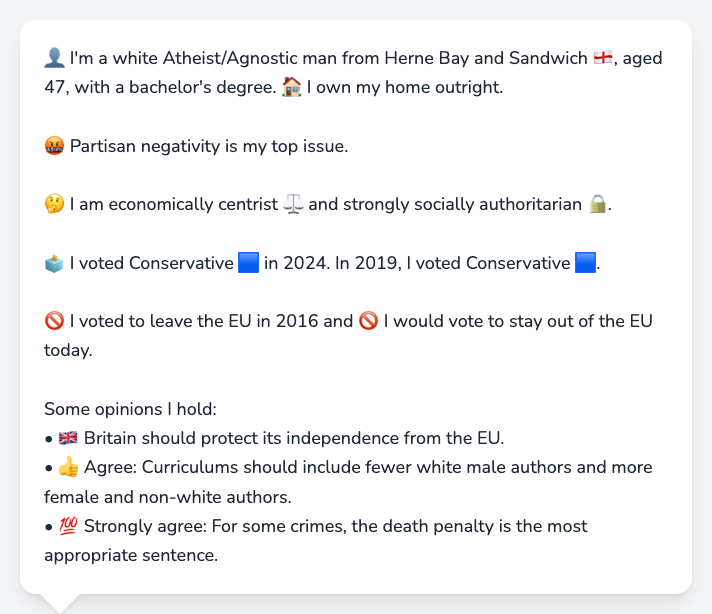 👤 I'm a white Atheist/Agnostic man from Herne Bay and Sandwich 🏴󠁧󠁢󠁥󠁮󠁧󠁿, aged
47, with a bachelor's degree. 🏠 I own my home outright.
🤬 Partisan negativity is my top issue.
🤔 I am economically centrist ⚖️ and strongly socially authoritarian 🔒.
🗳️ I voted Conservative 🟦 in 2024. In 2019, I voted Conservative 🟦.
🚫 I voted to leave the EU in 2016 and 🚫 I would vote to stay out of the EU
today.
Some opinions I hold:
• 🇬🇧 Britain should protect its independence from the EU.
• 👍 Agree: Curriculums should include fewer white male authors and more
female and non-white authors.
• 💯 Strongly agree: For some crimes, the death penalty is the most
appropriate sentence.